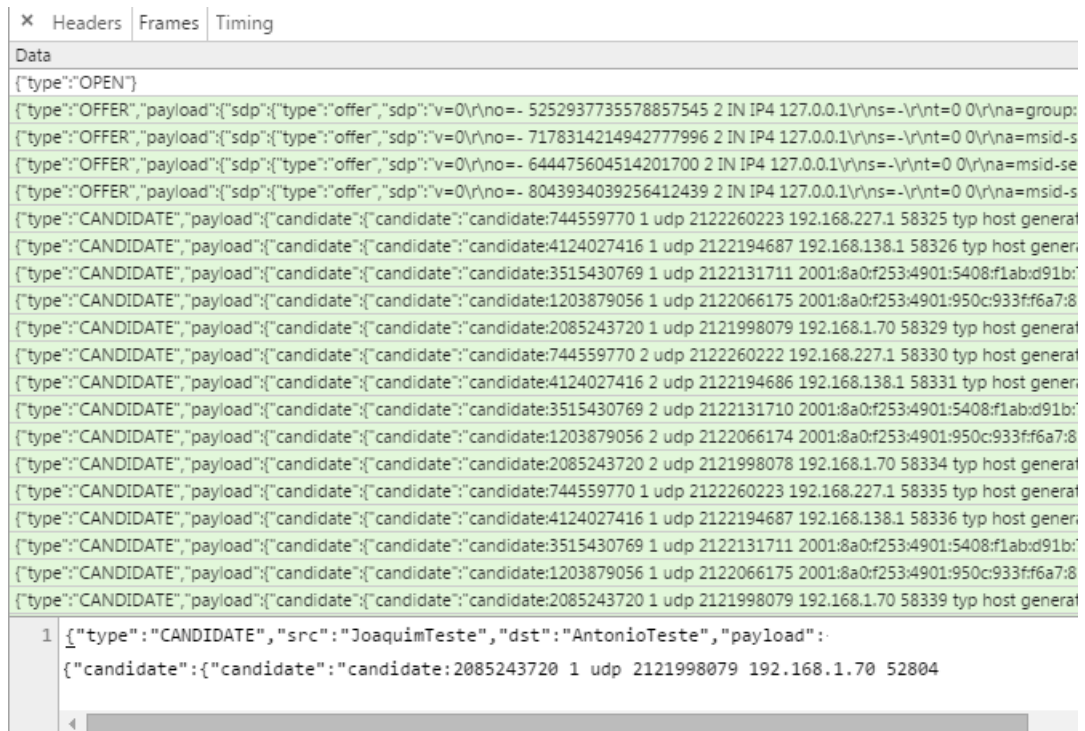 × Headers Frames Timing
Data
{"type":"OPEN"}
{"type":"OFFER","payload":{"sdp":{"type":"offer","sdp":"v=0\r\no=- 5252937735578857545 2 IN IP4 127.0.0.1\r\ns=-\r\nt=0 0\r\na=group:
{"type":"OFFER","payload":{"sdp":{"type":"offer","sdp":"v=0\r\no=- 7178314214942777996 2 IN IP4 127.0.0.1\r\ns=-\r\nt=0 0\r\na=msid-s
{"type":"OFFER","payload":{"sdp":{"type":"offer","sdp":"v=0\r\no=- 644475604514201700 2 IN IP4 127.0.0.1\r\ns=-\r\nt=0 0\r\na=msid-se
{"type":"OFFER","payload":{"sdp":{"type":"offer","sdp":"v=0\r\no=- 8043934039256412439 2 IN IP4 127.0.0.1\r\ns=-\r\nt=0 0\r\na=msid-s
{"type":"CANDIDATE","payload":{"candidate":{"candidate":"candidate:744559770 1 udp 2122260223 192.168.227.1 58325 typ host generat
{"type":"CANDIDATE","payload":{"candidate":{"candidate":"candidate:4124027416 1 udp 2122194687 192.168.138.1 58326 typ host genera
{"type":"CANDIDATE","payload":{"candidate":{"candidate":"candidate:3515430769 1 udp 2122131711 2001:8a0:f253:4901:5408:f1ab:d91b:
{"type":"CANDIDATE","payload":{"candidate":{"candidate":"candidate:1203879056 1 udp 2122066175 2001:8a0:f253:4901:950c:933f:f6a7:8
{"type":"CANDIDATE","payload":{"candidate":{"candidate":"candidate:2085243720 1 udp 2121998079 192.168.1.70 58329 typ host generat
{"type":"CANDIDATE","payload":{"candidate":{"candidate":"candidate:744559770 2 udp 2122260222 192.168.227.1 58330 typ host generat
{"type":"CANDIDATE","payload":{"candidate":{"candidate":"candidate:4124027416 2 udp 2122194686 192.168.138.1 58331 typ host genera
{"type":"CANDIDATE","payload":{"candidate":{"candidate":"candidate:3515430769 2 udp 2122131710 2001:8a0:f253:4901:5408:f1ab:d91b:
{"type":"CANDIDATE","payload":{"candidate":{"candidate":"candidate:1203879056 2 udp 2122066174 2001:8a0:f253:4901:950c:933f:f6a7:8
{"type":"CANDIDATE","payload":{"candidate":{"candidate":"candidate:2085243720 2 udp 2121998078 192.168.1.70 58334 typ host generat
{"type":"CANDIDATE","payload":{"candidate":{"candidate":"candidate:744559770 1 udp 2122260223 192.168.227.1 58335 typ host generat
{"type":"CANDIDATE","payload":{"candidate":{"candidate":"candidate:4124027416 1 udp 2122194687 192.168.138.1 58336 typ host genera
{"type":"CANDIDATE","payload":{"candidate":{"candidate":"candidate:3515430769 1 udp 2122131711 2001:8a0:f253:4901:5408:f1ab:d91b:
{"type":"CANDIDATE","payload":{"candidate":{"candidate":"candidate:1203879056 1 udp 2122066175 2001:8a0:f253:4901:950c:933f:f6a7:8
{"type":"CANDIDATE","payload":{"candidate":{"candidate":"candidate:2085243720 1 udp 2121998079 192.168.1.70 58339 typ host generat
1 {"type":"CANDIDATE","src":"JoaquimTeste","dst":"AntonioTeste","payload":
{"candidate":{"candidate":"candidate:2085243720 1 udp 2121998079 192.168.1.70 52804